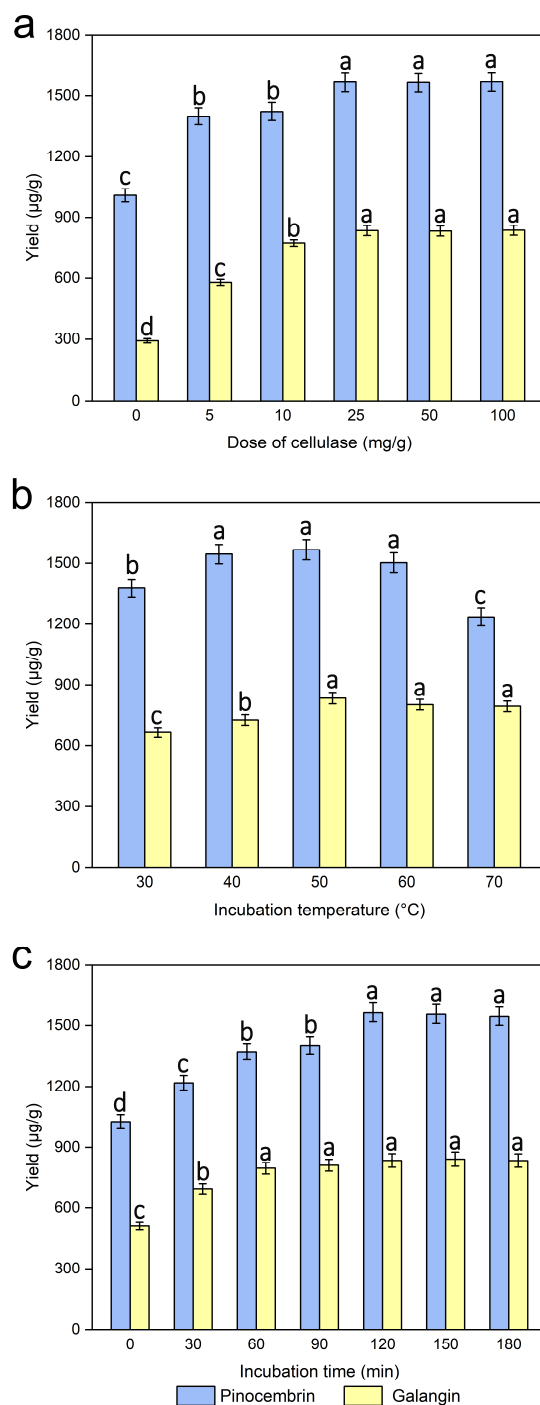 a
1800
1500
1200
900
600
300
0
Yield (µg/g)
c d
b c
b b
a a
a a
a a
0 5 10 25 50 100
Dose of cellulase (mg/g)
b
1800
1500
1200
900
600
300
0
Yield (µg/g)
b c
a b
a a
a a
c a
30 40 50 60 70
Incubation temperature (°C)
c
1800
1500
1200
900
600
300
0
Yield (µg/g)
d c
c b
b a
b a
a a
a a
a a
0 30 60 90 120 150 180
Incubation time (min)
Pinocembrin Galangin